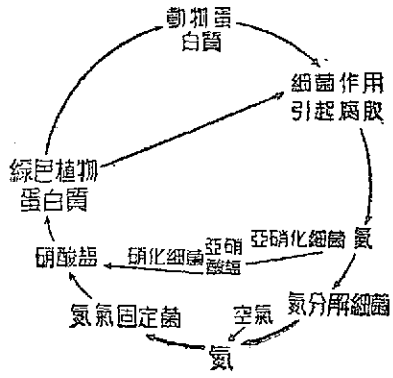 動物蛋
白質
細菌作用
引起腐敗
綠色植物
蛋白質
硝酸鹽
硝化細菌
亞硝
酸鹽
亞硝化細菌
氨
氨分解細菌
氮氣固定菌
空氣
氮